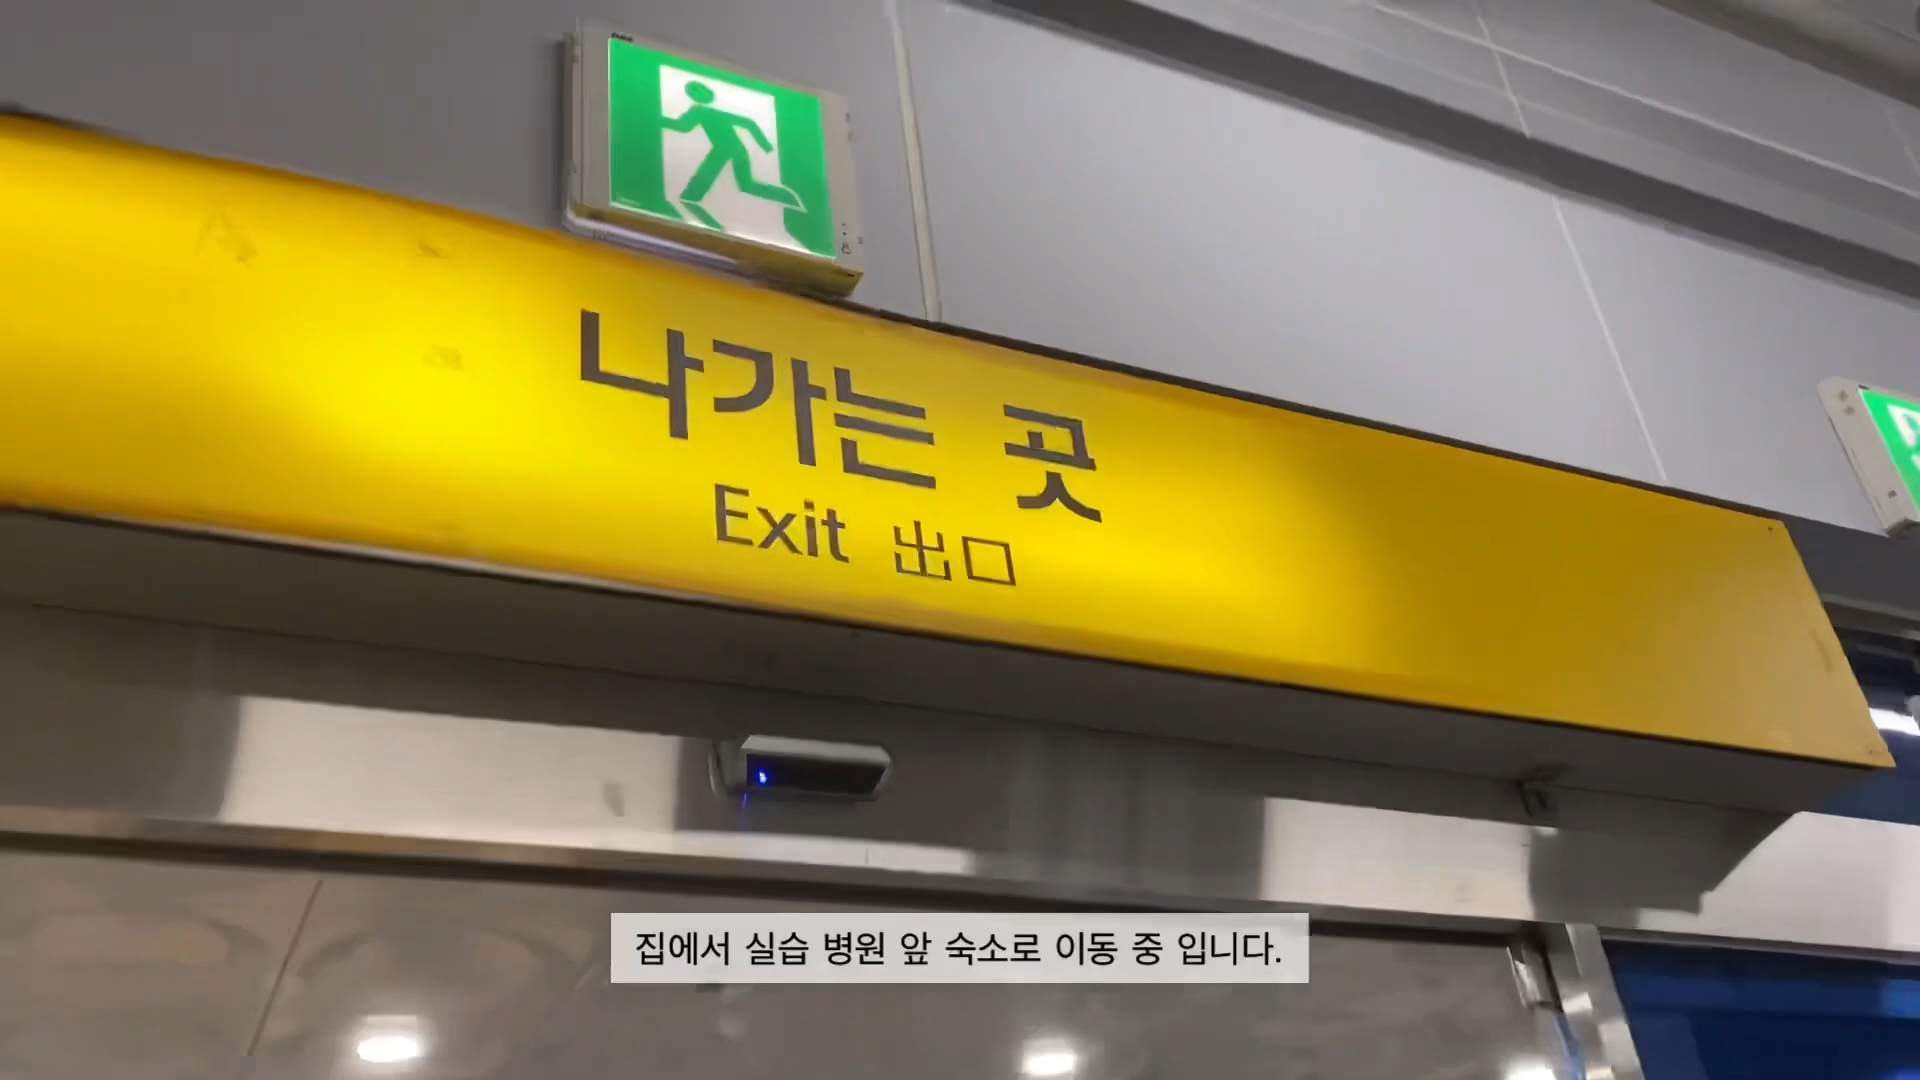 나가는 곳
Exit 出口
집에서 실습 병원 앞 숙소로 이동 중 입니다.